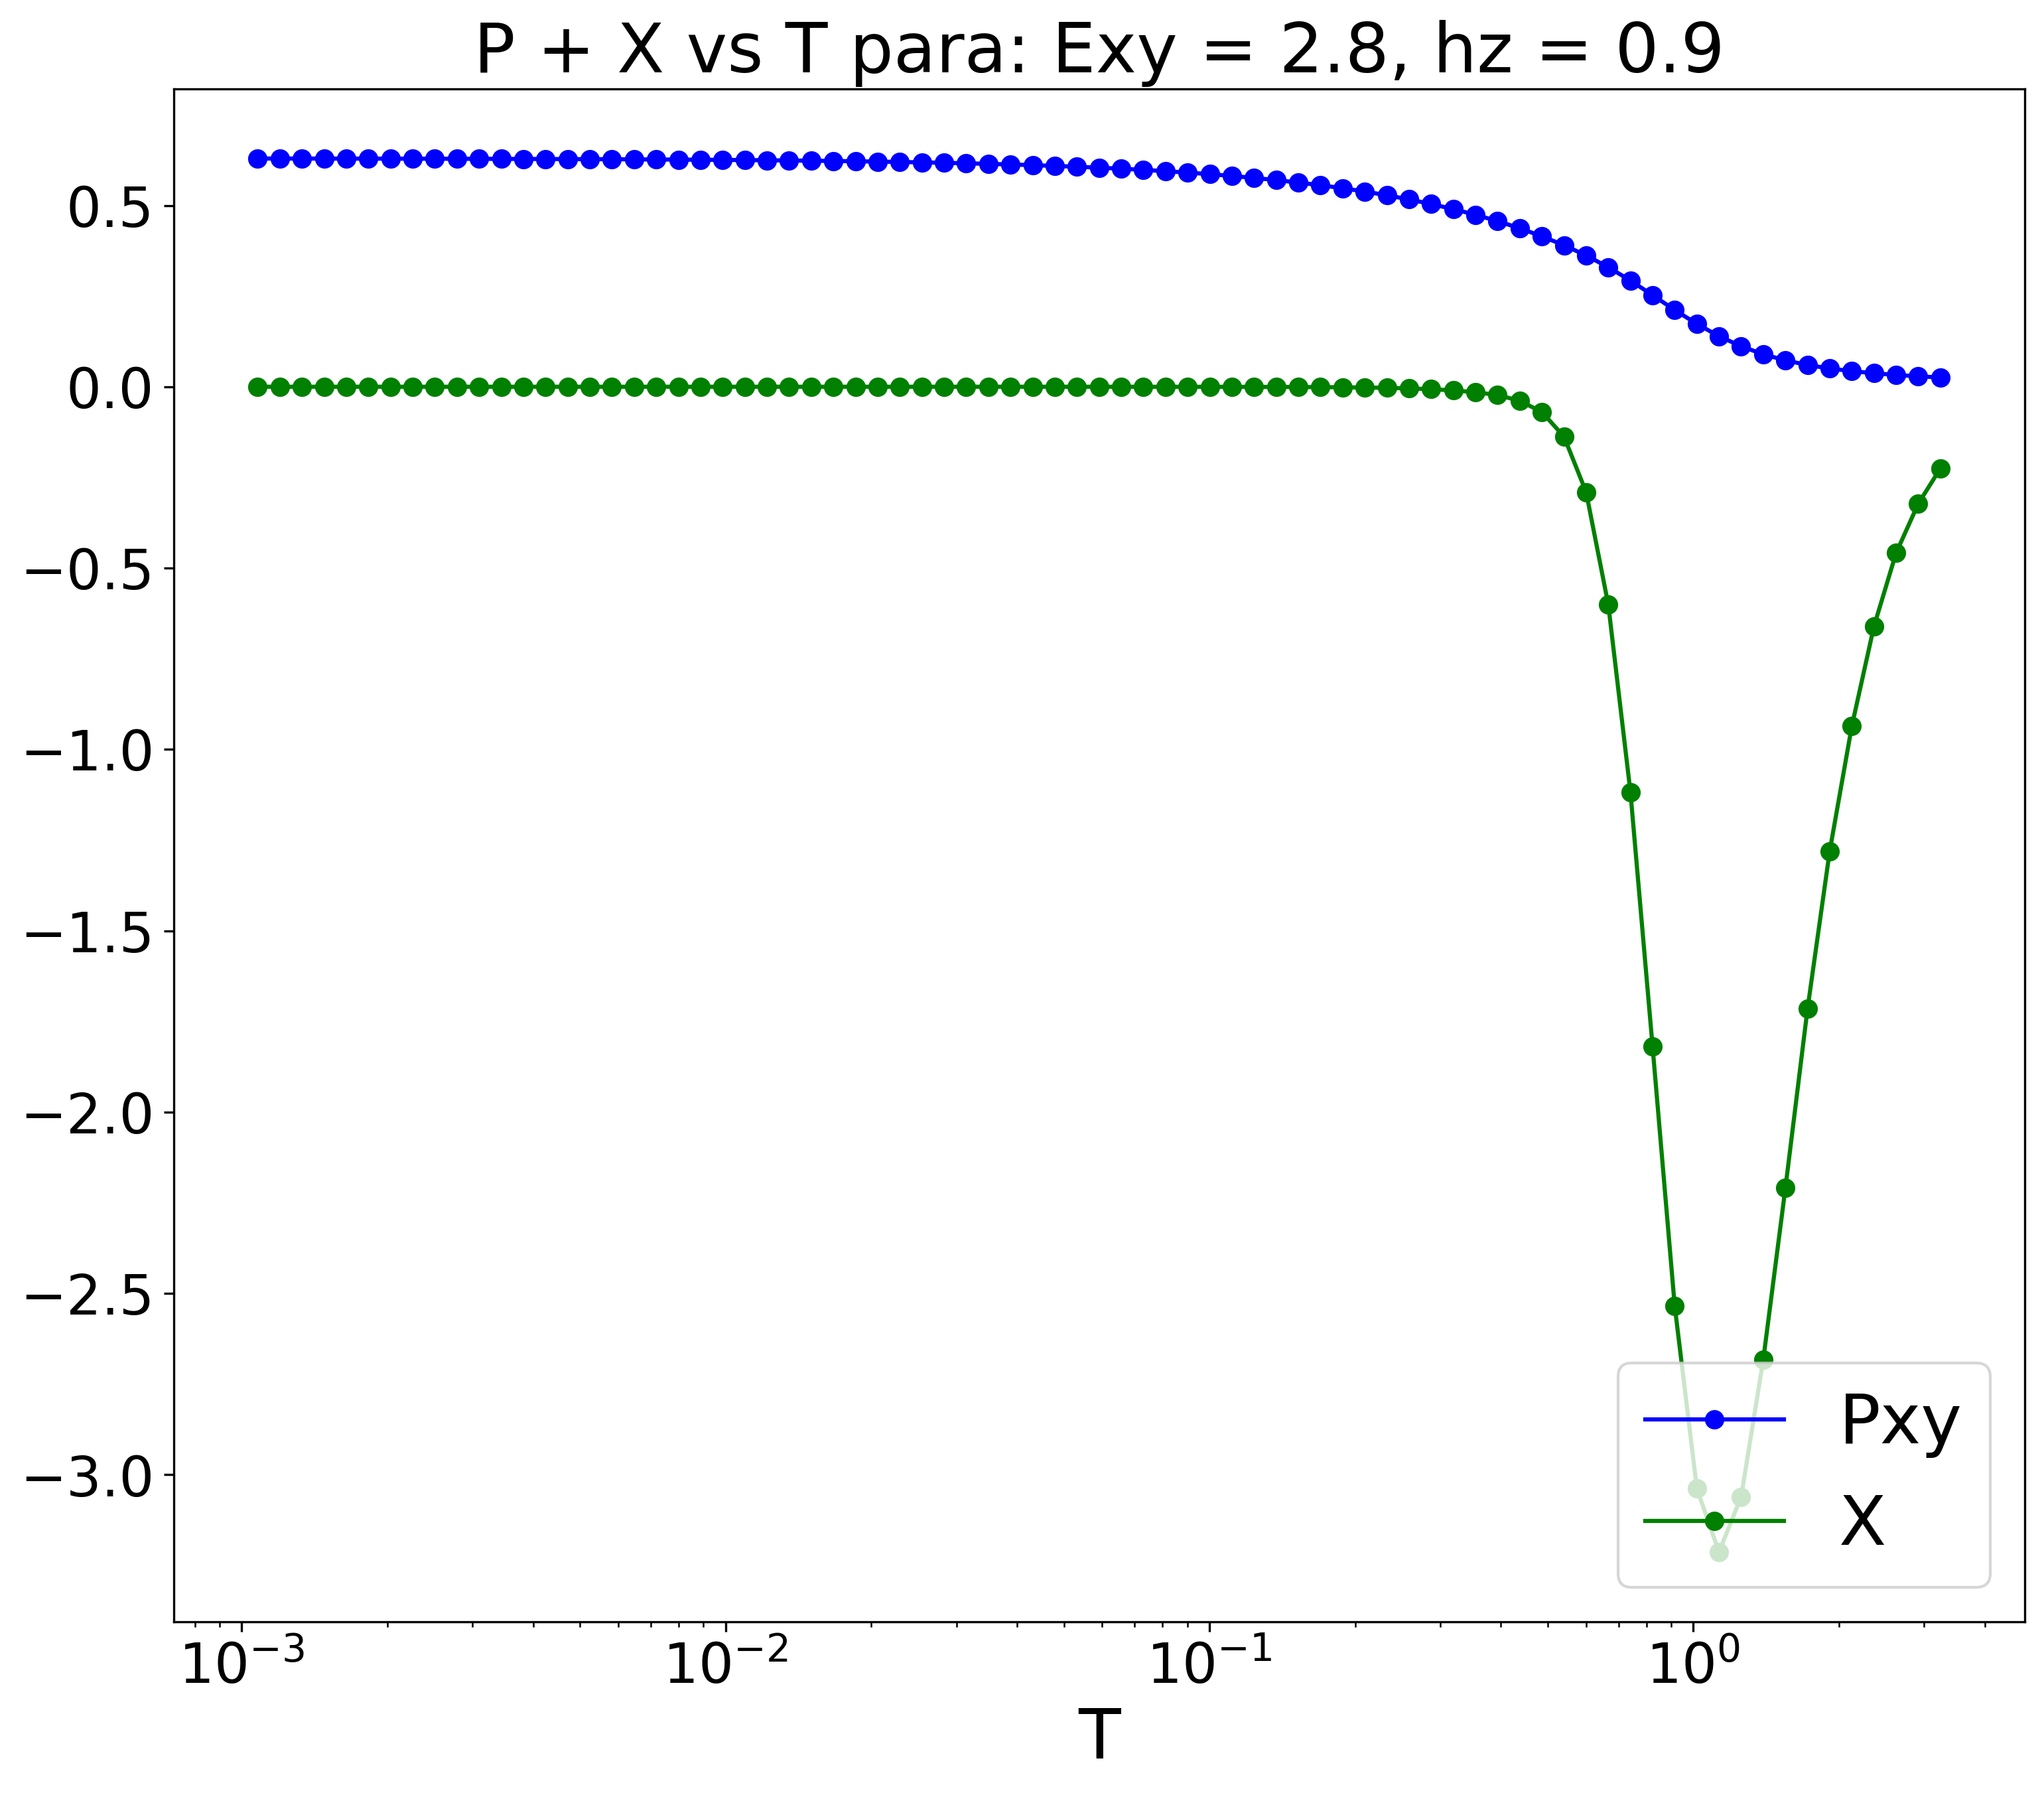 P + X vs T para: Exy = 2.8, hz = 0.9
0.5
0.0
−0.5
−1.0
−1.5
−2.0
−2.5
−3.0
Pxy
X
10⁻³ 10⁻² 10⁻¹ 10⁰
T